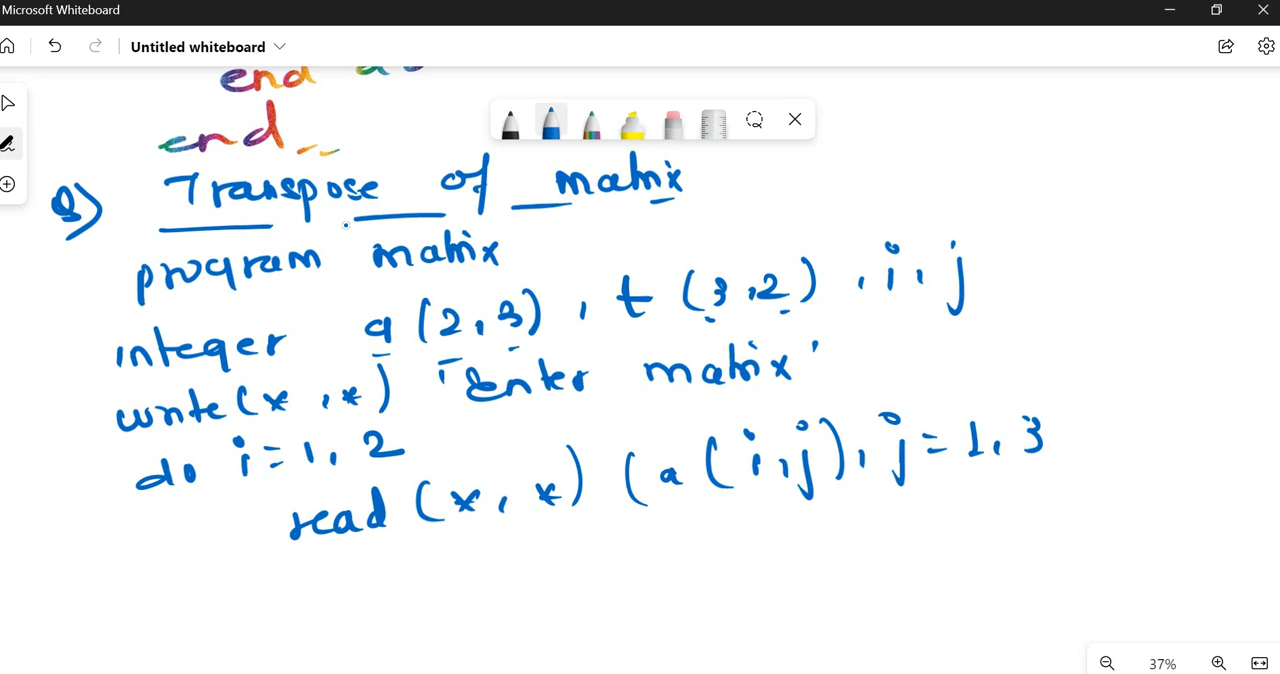 Microsoft Whiteboard
Untitled whiteboard
end do
end
Q) Transpose of matrix
program matrix
integer a(2,3), t(3,2), i, j
write(*,*) 'enter matrix'
do i=1,2
read(*,*) (a(i,j), j=1,3
37%